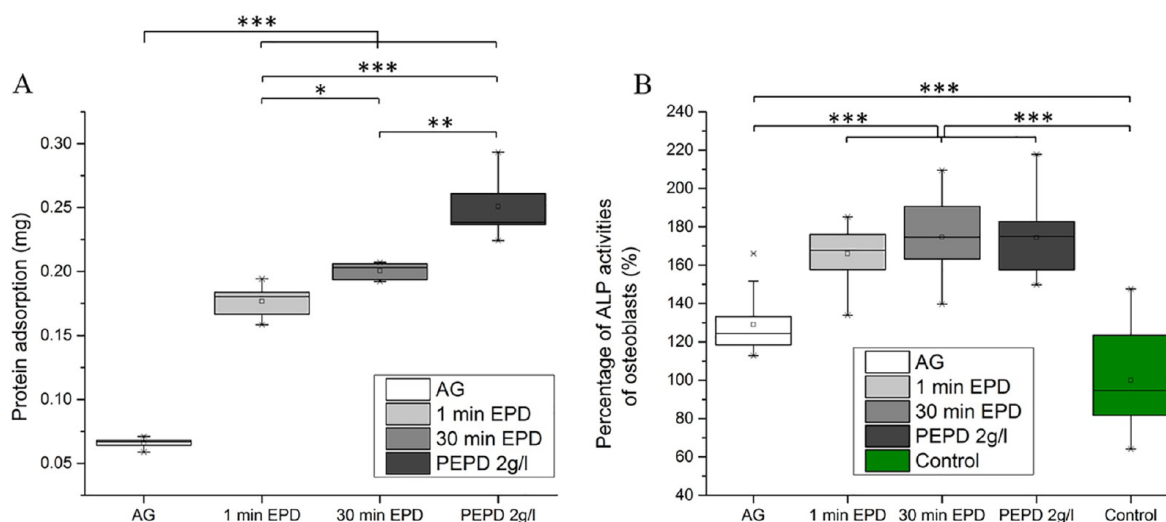 ***
A
***
*
**
Protein adsorption (mg)
0.30
0.25
0.20
0.15
0.10
0.05
AG
1 min EPD
30 min EPD
PEPD 2g/l
AG
1 min EPD
30 min EPD
PEPD 2g/l
B
***
***
***
Percentage of ALP activities
of osteoblasts (%)
240
220
200
180
160
140
120
100
80
60
40
AG
1 min EPD
30 min EPD
PEPD 2g/l
Control
AG
1 min EPD
30 min EPD
PEPD 2g/l
Control